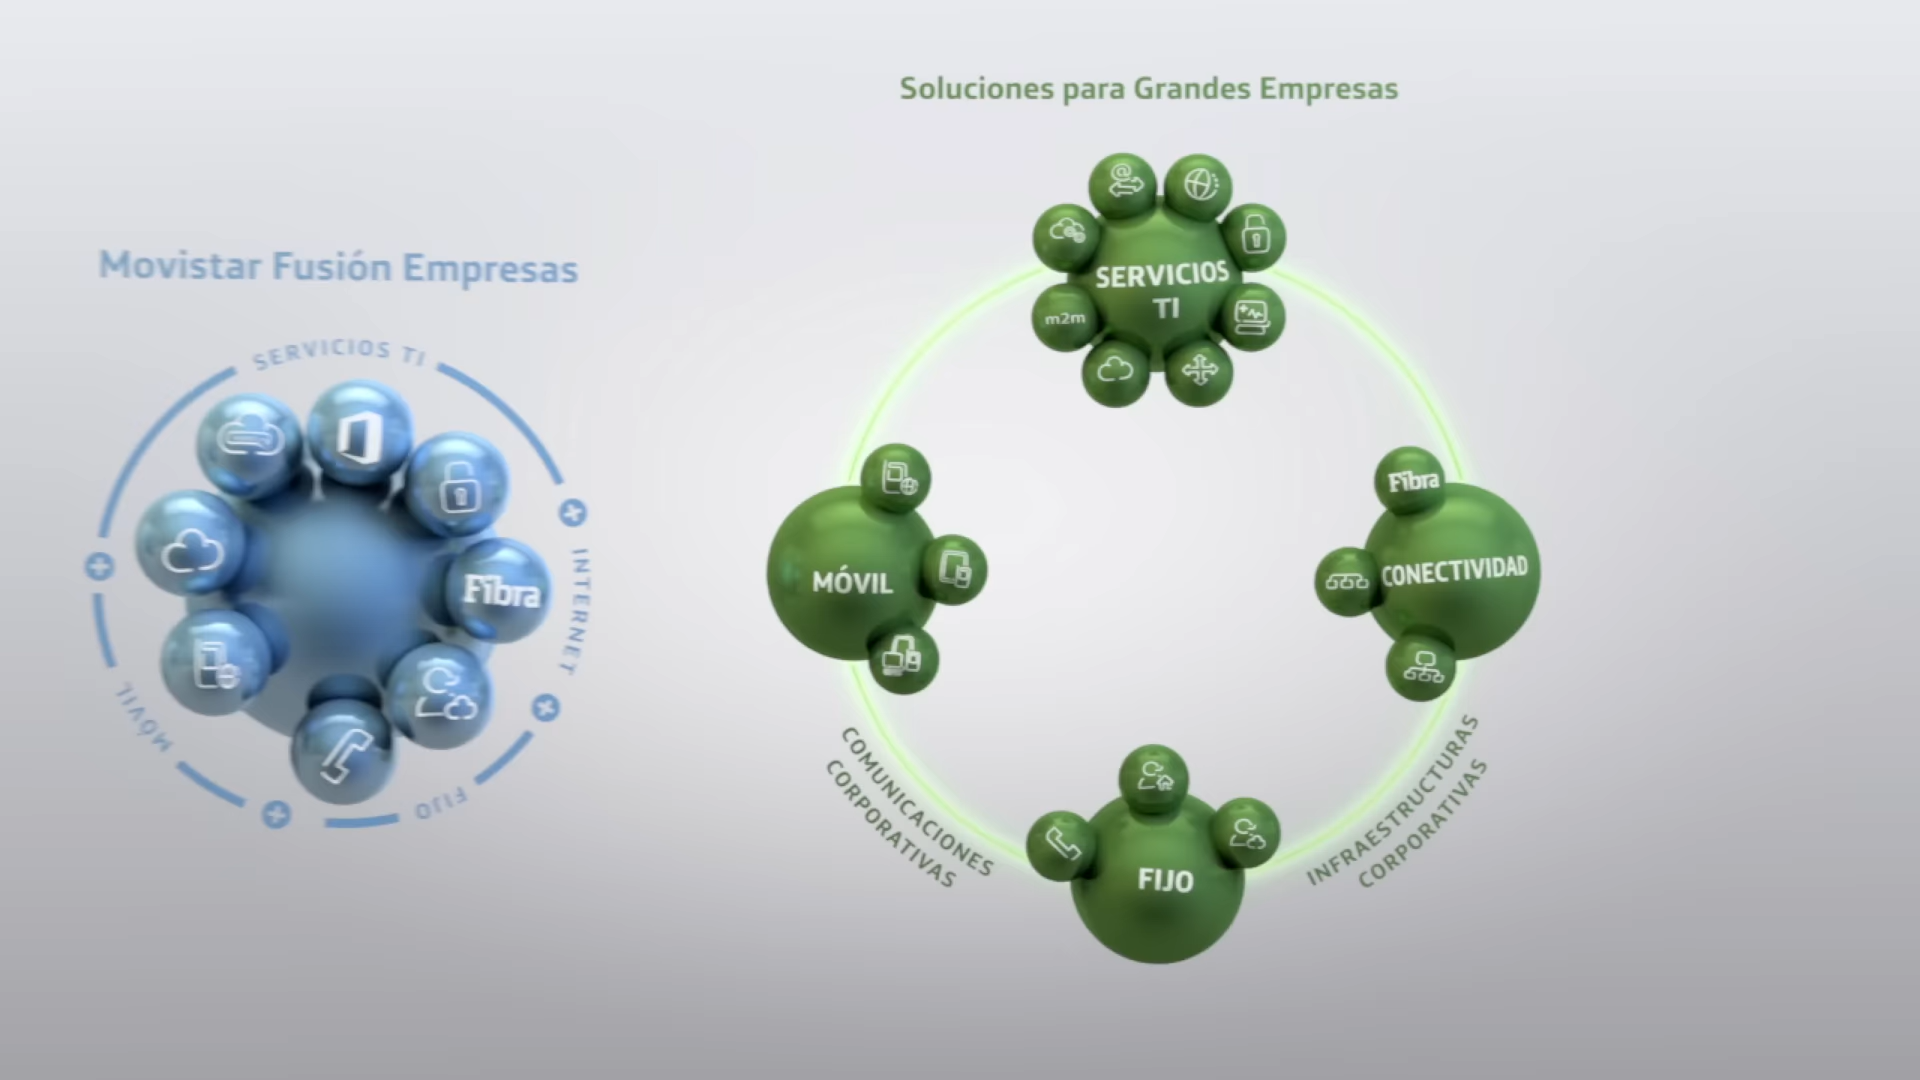 Soluciones para Grandes Empresas
Movistar Fusión Empresas
SERVICIOS TI
INTERNET
FIJO
MÓVIL
Fibra
SERVICIOS
TI
m2m
MÓVIL
Fibra
CONECTIVIDAD
FIJO
COMUNICACIONES
CORPORATIVAS
INFRAESTRUCTURAS
CORPORATIVAS